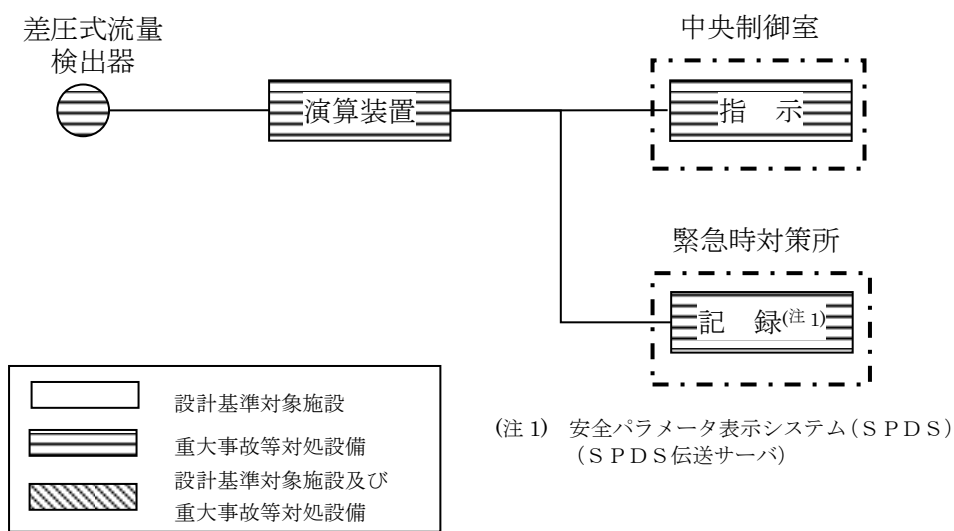 差圧式流量
検出器
演算装置
中央制御室
指　示
緊急時対策所
記　録(注 1)
設計基準対象施設
重大事故等対処設備
設計基準対象施設及び
重大事故等対処設備
(注 1)　安全パラメータ表示システム(ＳＰＤＳ)
(ＳＰＤＳ伝送サーバ)